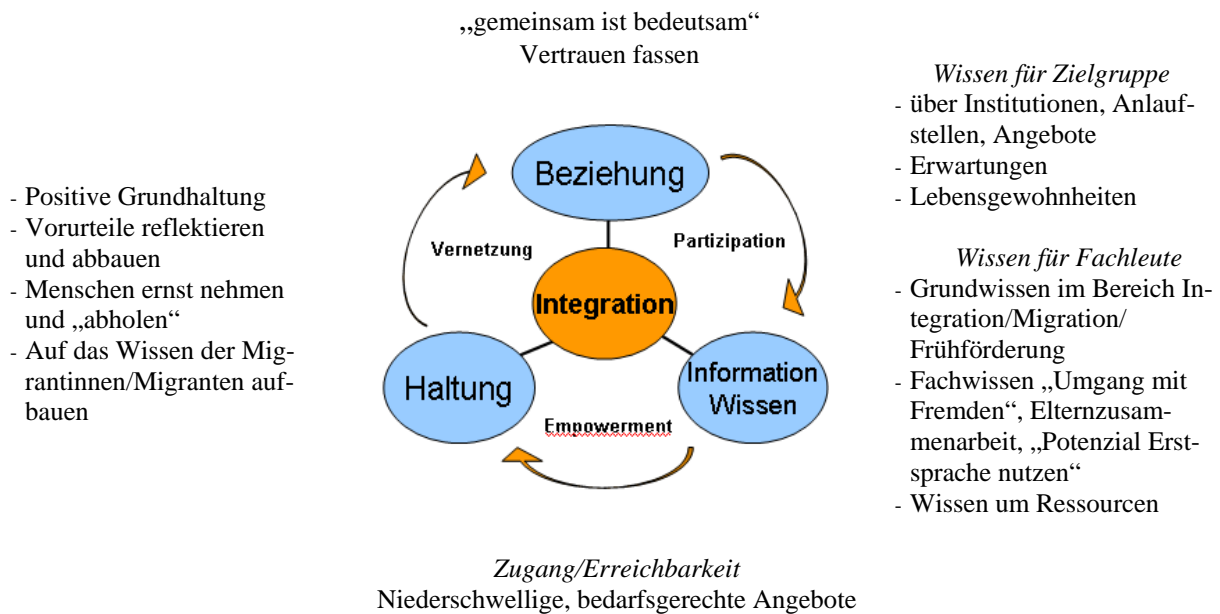 „gemeinsam ist bedeutsam“
Vertrauen fassen
Wissen für Zielgruppe
- über Institutionen, Anlauf-
stellen, Angebote
- Erwartungen
- Lebensgewohnheiten
- Positive Grundhaltung
- Vorurteile reflektieren
und abbauen
- Menschen ernst nehmen
und „abholen“
- Auf das Wissen der Mig-
rantinnen/Migranten auf-
bauen
Beziehung
Vernetzung
Partizipation
Integration
Haltung
Information
Wissen
Empowerment
Wissen für Fachleute
- Grundwissen im Bereich In-
tegration/Migration/
Frühförderung
- Fachwissen „Umgang mit
Fremden“, Elternzusam-
menarbeit, „Potenzial Erst-
sprache nutzen“
- Wissen um Ressourcen
Zugang/Erreichbarkeit
Niederschwellige, bedarfsgerechte Angebote